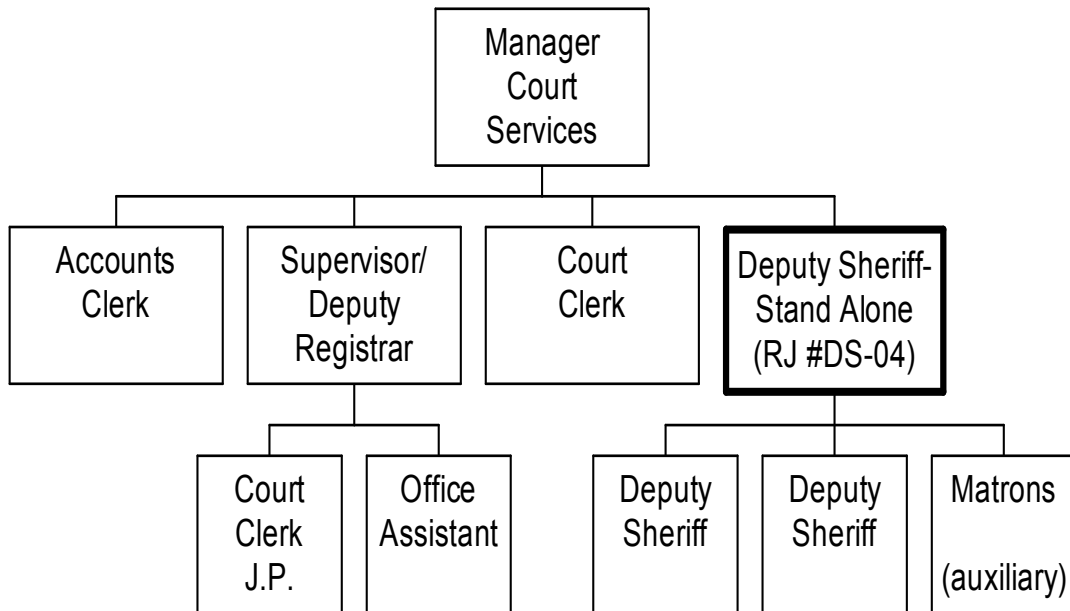 Manager
Court
Services
Accounts
Clerk
Supervisor/
Deputy
Registrar
Court
Clerk
Deputy Sheriff-
Stand Alone
(RJ #DS-04)
Court
Clerk
J.P.
Office
Assistant
Deputy
Sheriff
Deputy
Sheriff
Matrons
(auxiliary)